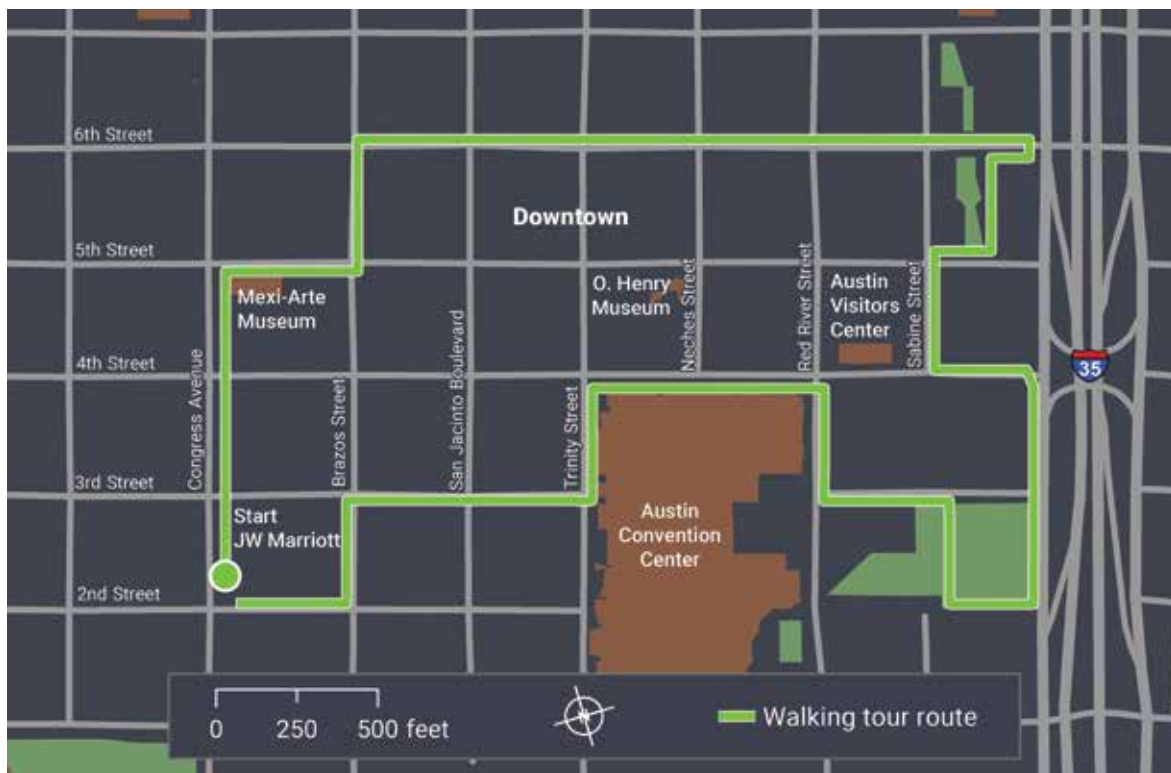 6th Street
Downtown
5th Street
Mexi-Arte
Museum
O. Henry
Museum
Neches Street
Red River Street
Austin
Visitors
Center
Sabine Street
4th Street
35
Congress Avenue
Brazos Street
San Jacinto Boulevard
Trinity Street
3rd Street
Start
JW Marriott
Austin
Convention
Center
2nd Street
0 250 500 feet
N
Walking tour route